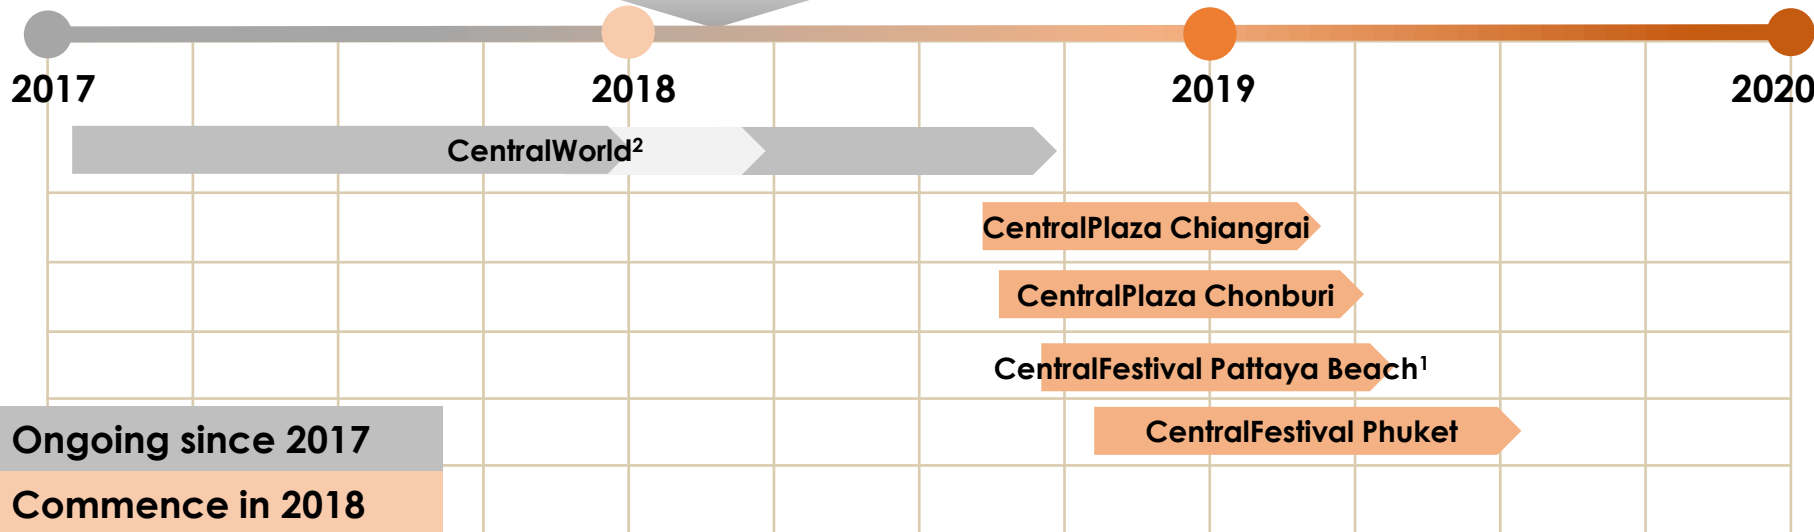 2017 2018 2019 2020
CentralWorld²
CentralPlaza Chiangrai
CentralPlaza Chonburi
CentralFestival Pattaya Beach¹
CentralFestival Phuket
Ongoing since 2017
Commence in 2018